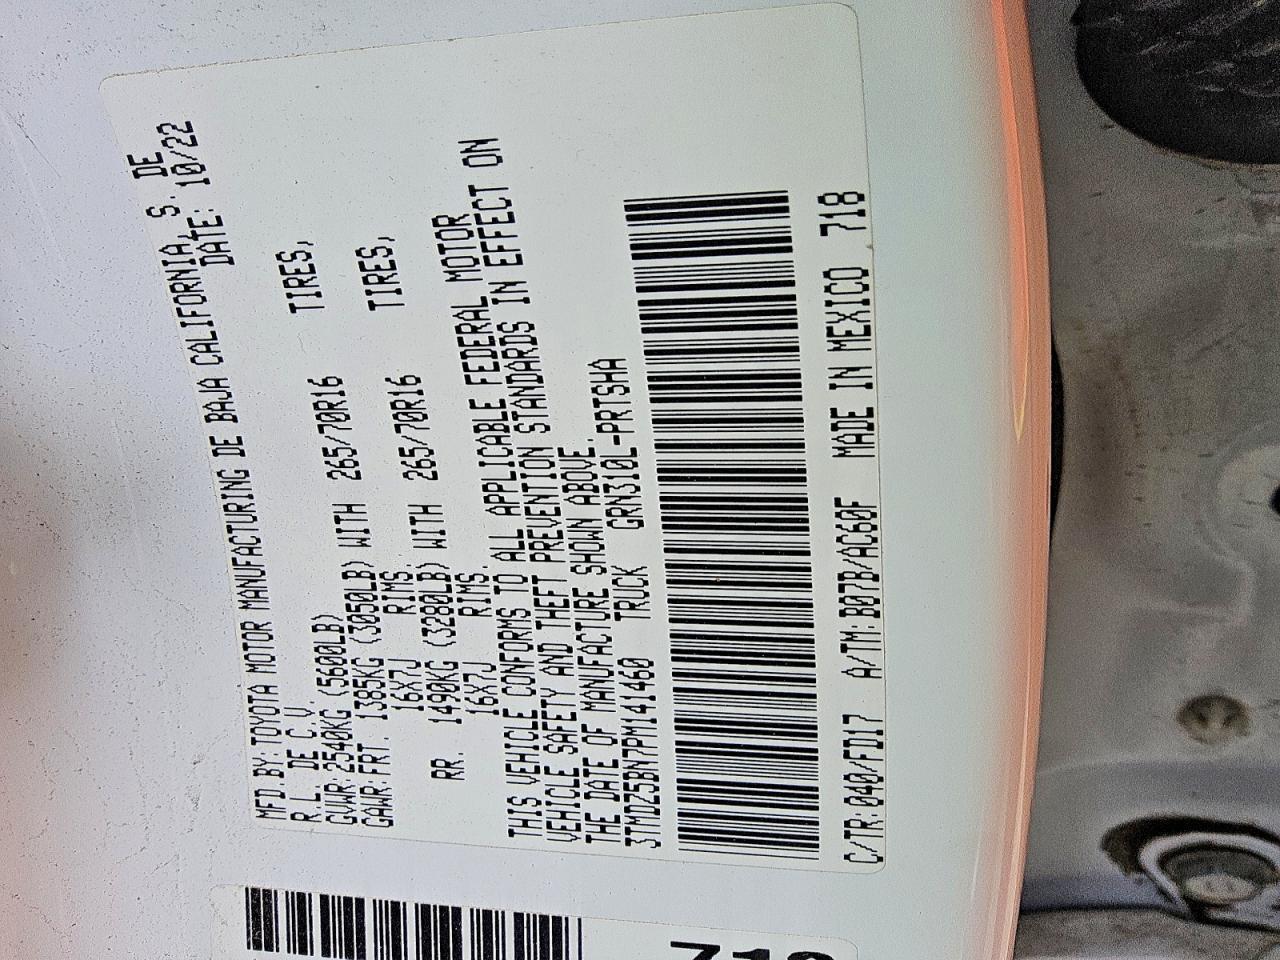 MFD. BY: TOYOTA MOTOR MANUFACTURING DE BAJA CALIFORNIA, S. DE
R.L. DE C.V. DATE: 10/22
GVWR: 2540KG (5600LB)
GAWR: FRT. 1385KG (3050LB) WITH 265/70R16 TIRES,
16X7J RIMS.
RR. 1490KG (3280LB) WITH 265/70R16 TIRES,
16X7J RIMS.
THIS VEHICLE CONFORMS TO ALL APPLICABLE FEDERAL MOTOR
VEHICLE SAFETY AND THEFT PREVENTION STANDARDS IN EFFECT ON
THE DATE OF MANUFACTURE SHOWN ABOVE.
3TMDZ5BN7PM141460 TRUCK GRN310L-PRTSHA
C/TR: 040/FD17 A/TM: B07B/AC60F MADE IN MEXICO 718